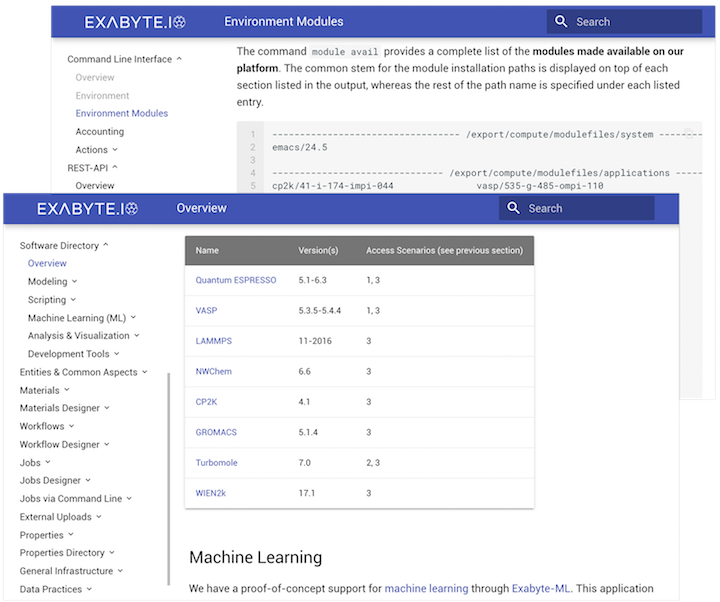 EXABYTE.IO
Environment Modules
Search
Command Line Interface
Overview
Environment
Environment Modules
Accounting
Actions
REST-API
Overview
The command module avail provides a complete list of the modules made available on our
platform. The common stem for the module installation paths is displayed on top of each
section listed in the output, whereas the rest of the path name is specified under each listed
entry.
1 -------------------------------- /export/compute/modulefiles/system -------
2 emacs/24.5
3
4 ----------------------------- /export/compute/modulefiles/applications -----
5 cp2k/41-i-174-impi-044 vasp/535-g-485-ompi-110
EXABYTE.IO
Overview
Search
Software Directory
Overview
Modeling
Scripting
Machine Learning (ML)
Analysis & Visualization
Development Tools
Entities & Common Aspects
Materials
Materials Designer
Workflows
Workflow Designer
Jobs
Jobs Designer
Jobs via Command Line
External Uploads
Properties
Properties Directory
General Infrastructure
Data Practices
Name Version(s) Access Scenarios (see previous section)
Quantum ESPRESSO 5.1-6.3 1, 3
VASP 5.3.5-5.4.4 1, 3
LAMMPS 11-2016 3
NWChem 6.6 3
CP2K 4.1 3
GROMACS 5.1.4 3
Turbomole 7.0 2, 3
WIEN2k 17.1 3
Machine Learning
We have a proof-of-concept support for machine learning through Exabyte-ML. This application